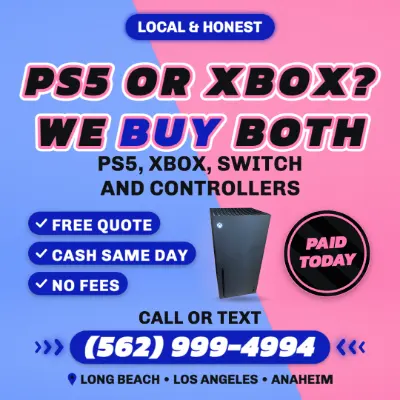 LOCAL & HONEST
PS5 OR XBOX?
WE BUY BOTH
PS5, XBOX, SWITCH
AND CONTROLLERS
FREE QUOTE
CASH SAME DAY
NO FEES
PAID
TODAY
CALL OR TEXT
(562) 999-4994
LONG BEACH • LOS ANGELES • ANAHEIM